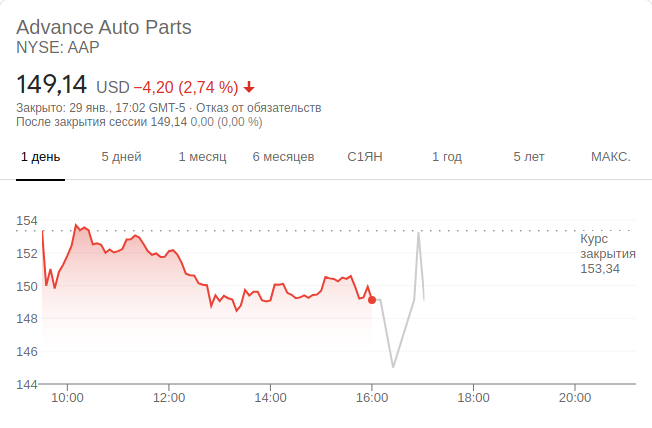 Advance Auto Parts
NYSE: AAP
149,14 USD −4,20 (2,74 %)
Закрыто: 29 янв., 17:02 GMT-5 · Отказ от обязательств
После закрытия сессии 149,14 0,00 (0,00 %)
1 день 5 дней 1 месяц 6 месяцев С1ЯН 1 год 5 лет МАКС.
154
Курс
закрытия
153,34
152
150
148
146
144
10:00 12:00 14:00 16:00 18:00 20:00